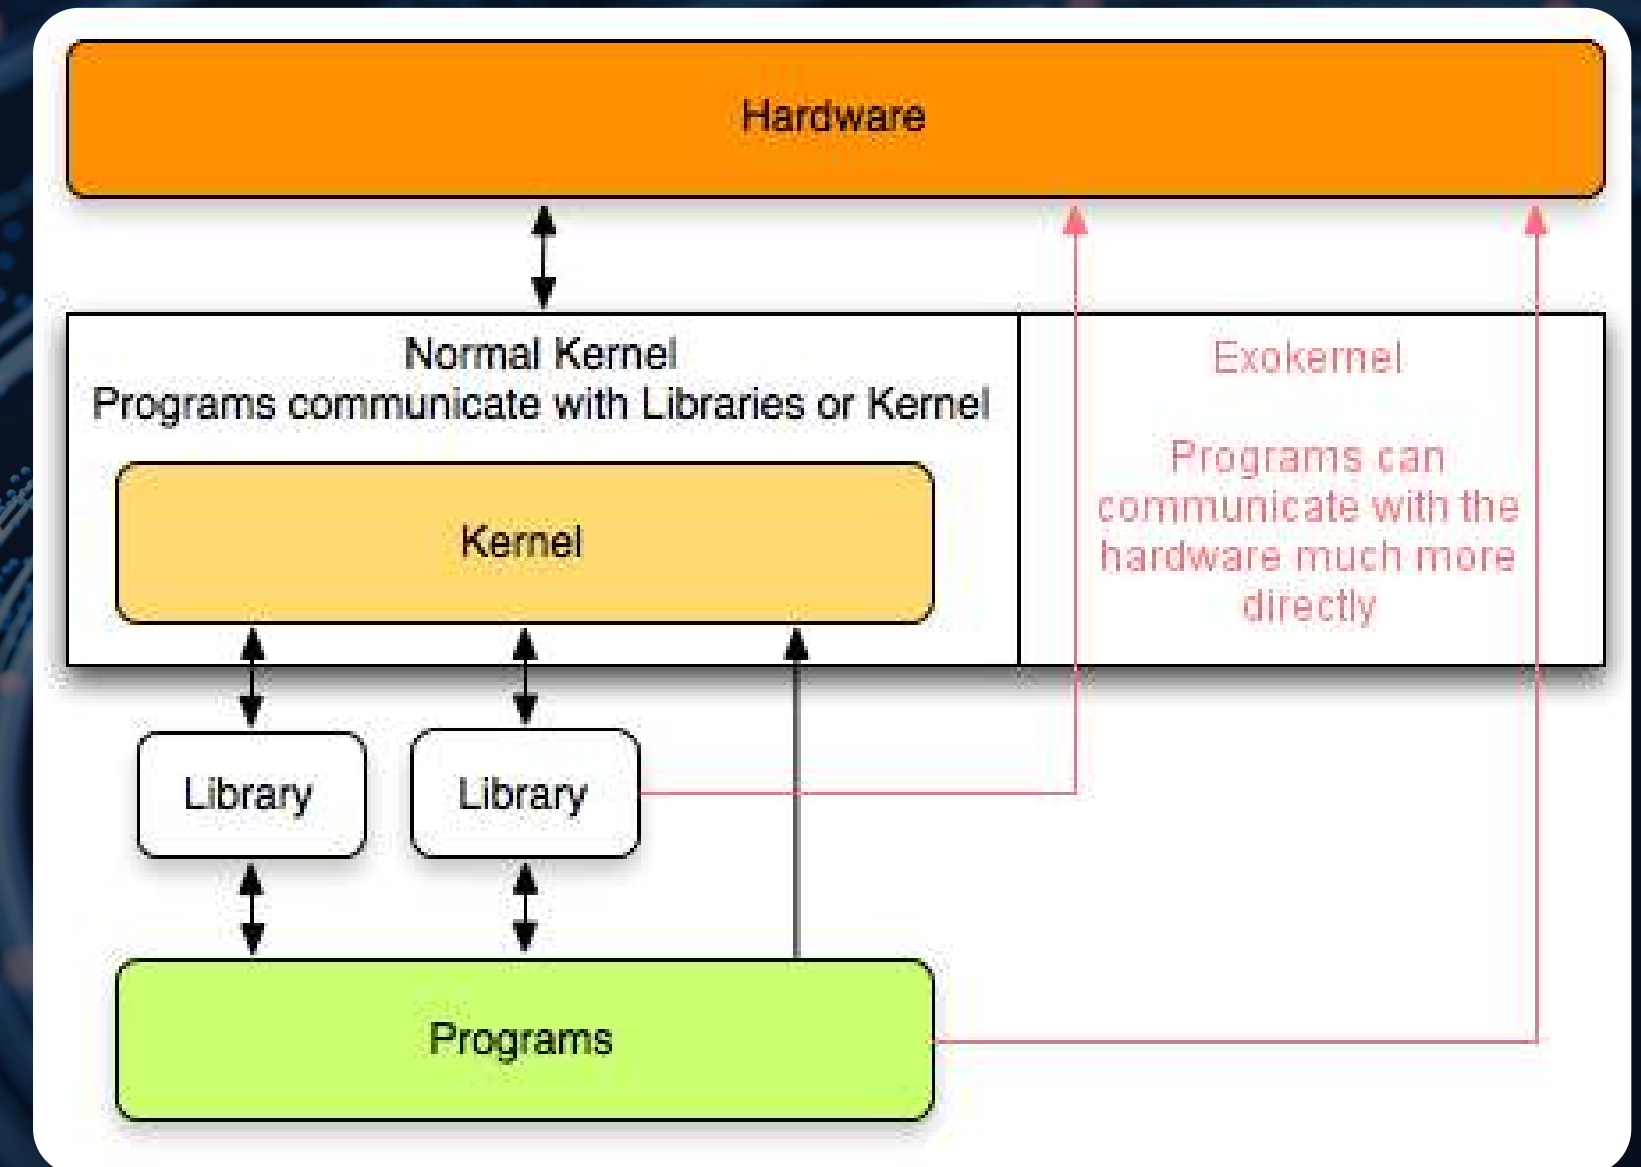 Hardware
Normal Kernel
Programs communicate with Libraries or Kernel
Kernel
Exokernel
Programs can
communicate with the
hardware much more
directly
Library
Library
Programs